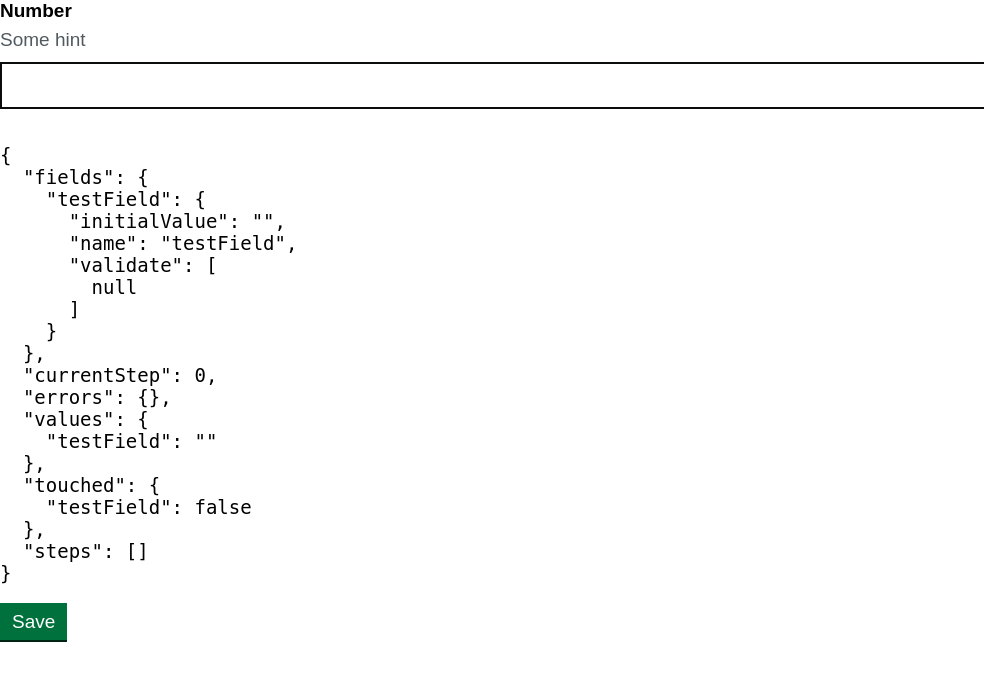 Number
Some hint
{
  "fields": {
    "testField": {
      "initialValue": "",
      "name": "testField",
      "validate": [
        null
      ]
    }
  },
  "currentStep": 0,
  "errors": {},
  "values": {
    "testField": ""
  },
  "touched": {
    "testField": false
  },
  "steps": []
}
Save